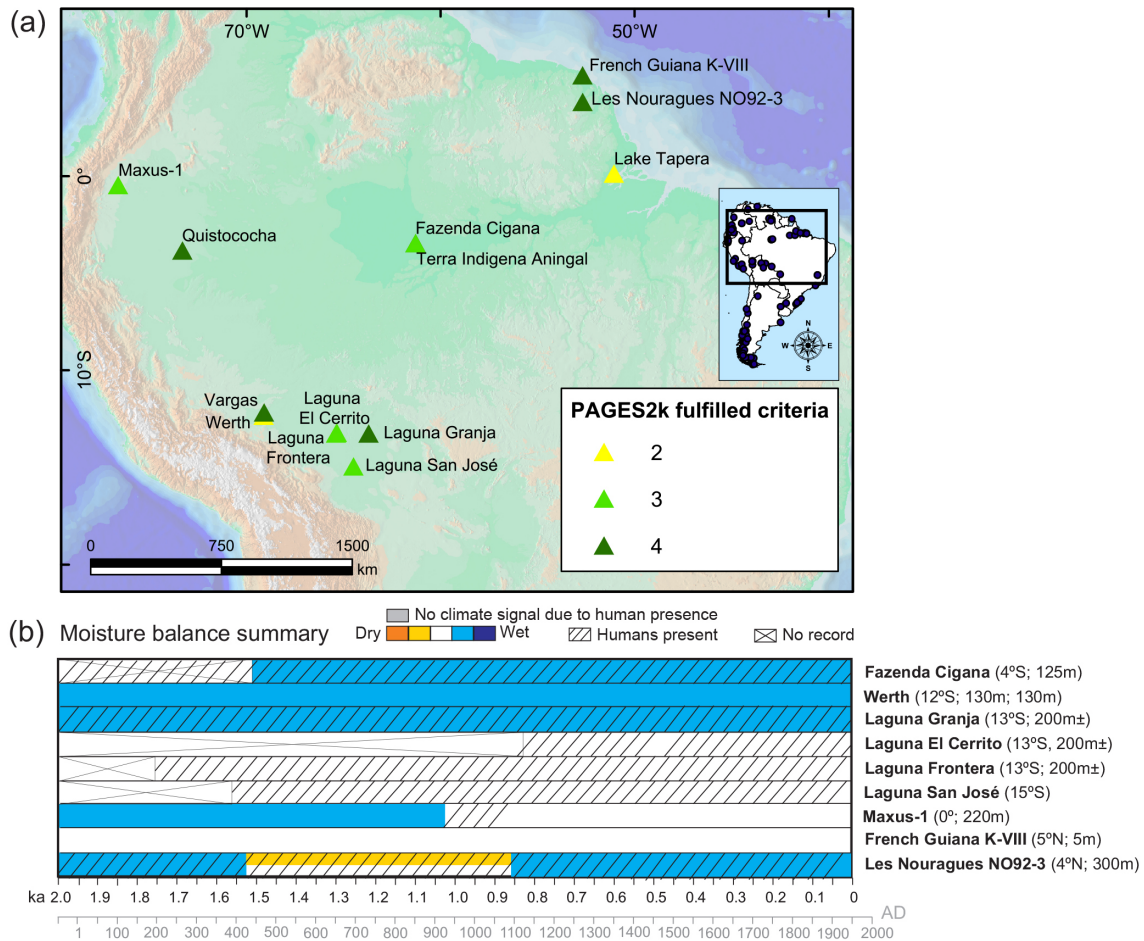 (a)
70°W
50°W
French Guiana K-VIII
Les Nouragues NO92-3
Lake Tapera
Maxus-1
0°
Quistococha
Fazenda Cigana
Terra Indigena Aningal
N
W
E
S
10°S
Vargas
Werth
Laguna
El Cerrito
Laguna
Frontera
Laguna Granja
Laguna San José
PAGES2k fulfilled criteria
2
3
4
0
750
1500
km
No climate signal due to human presence
(b) Moisture balance summary
Dry
Wet
Humans present
No record
Fazenda Cigana (4ºS; 125m)
Werth (12ºS; 130m; 130m)
Laguna Granja (13ºS; 200m±)
Laguna El Cerrito (13ºS, 200m±)
Laguna Frontera (13ºS; 200m±)
Laguna San José (15ºS)
Maxus-1 (0º; 220m)
French Guiana K-VIII (5ºN; 5m)
Les Nouragues NO92-3 (4ºN; 300m)
ka 2.0 1.9 1.8 1.7 1.6 1.5 1.4 1.3 1.2 1.1 1.0 0.9 0.8 0.7 0.6 0.5 0.4 0.3 0.2 0.1 0
AD
1 100 200 300 400 500 600 700 800 900 1000 1100 1200 1300 1400 1500 1600 1700 1800 1900 2000